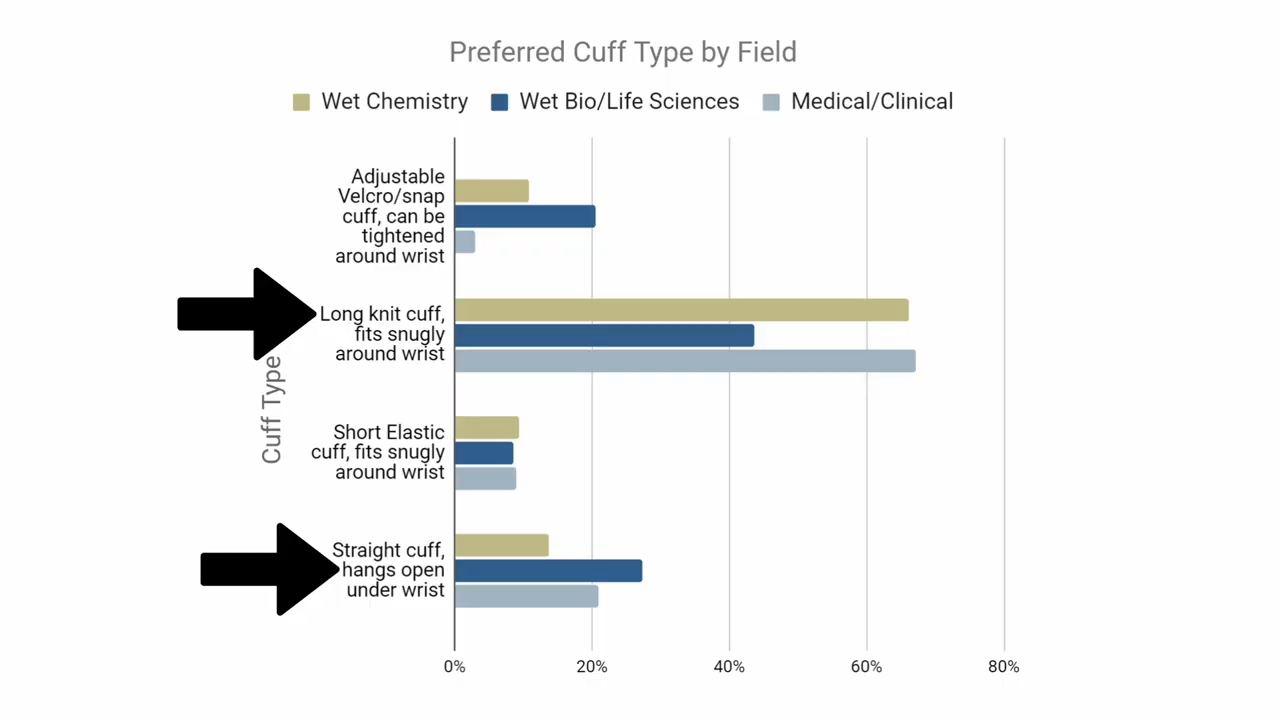 Preferred Cuff Type by Field
Wet Chemistry
Wet Bio/Life Sciences
Medical/Clinical
Adjustable
Velcro/snap
cuff, can be
tightened
around wrist
Long knit cuff,
fits snugly
around wrist
Cuff Type
Short Elastic
cuff, fits snugly
around wrist
Straight cuff,
hangs open
under wrist
0%
20%
40%
60%
80%